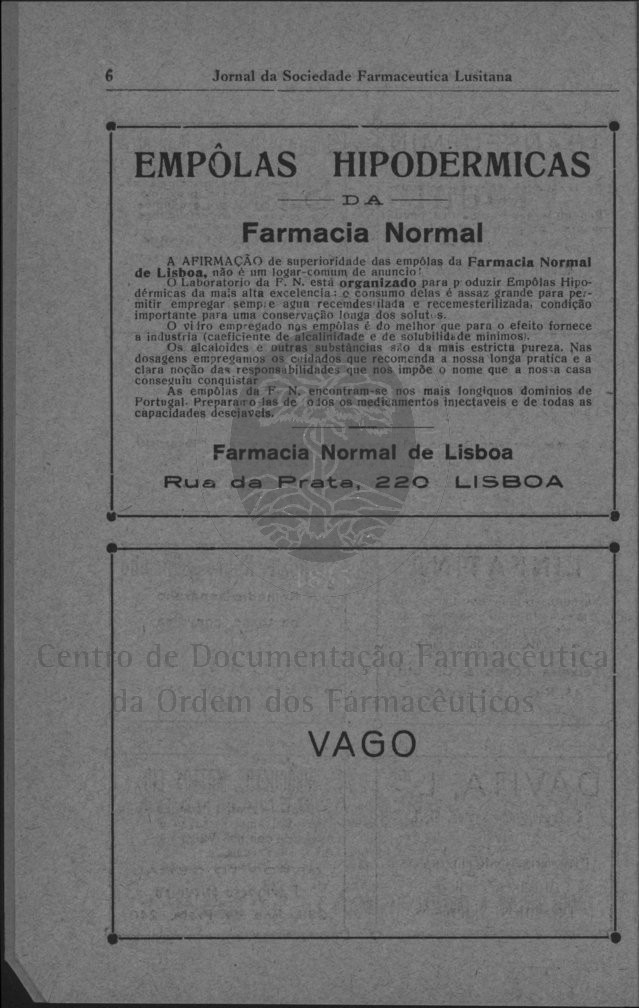 6
Jornal da Sociedade Farmaceutica Lusitana
EMPÔLAS HIPODÉRMICAS
DA
Farmacia Normal
A AFIRMAÇÃO de superioridade das empôlas da Farmacia Normal
de Lisboa, não é um logar-comum de anuncio!
O Laboratorio da F. N. está organizado para produzir Empôlas Hipo-
dérmicas da mais alta excelencia: o consumo delas é assaz grande para per-
mitir empregar sempre agua recemdestilada e recemesterilizada, condição
importante para uma conservação longa dos solutos.
O vidro empregado nas empôlas é do melhor que para o efeito fornece
a industria (caeficiente de alcalinidade e de solubilidade minimos).
Os alcaloides e outras substancias são da mais estricta pureza. Nas
dosagens empregamos os cuidados que recomenda a nossa longa pratica e a
clara noção das responsabilidades que nos impõe o nome que a nossa casa
conseguiu conquistar
As empôlas da F. N. encontram-se nos mais longiquos dominios de
Portugal. de todos os medicamentos injectaveis e de todas as
capacidades desejaveis.
Farmacia Normal de Lisboa
Rua da Prata, 220 LISBOA
Centro de Documentação Farmacêutica
da Ordem dos Farmacêuticos
VAGO